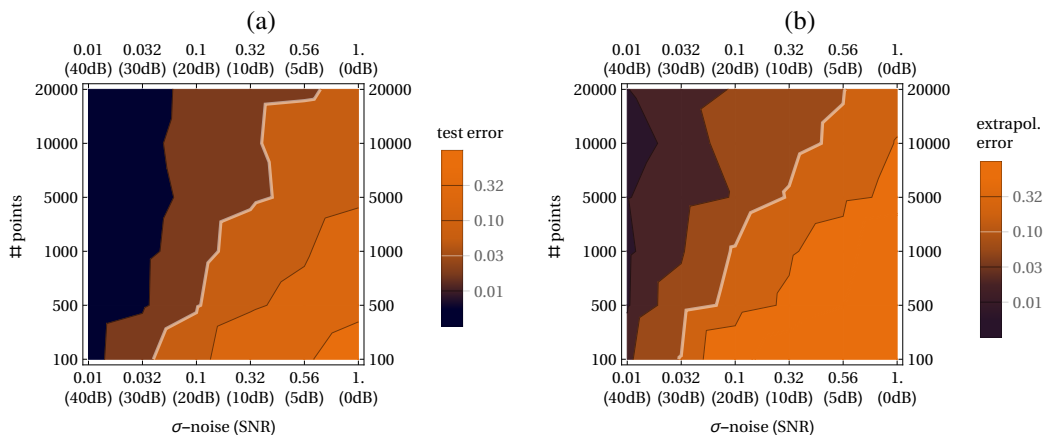 (a)
0.01 0.032 0.1 0.32 0.56 1.
(40dB) (30dB) (20dB) (10dB) (5dB) (0dB)
20000 20000
10000 10000
5000 5000
1000 1000
500 500
100 100
# points
0.01 0.032 0.1 0.32 0.56 1.
(40dB) (30dB) (20dB) (10dB) (5dB) (0dB)
σ-noise (SNR)
test error
0.32
0.10
0.03
0.01
(b)
0.01 0.032 0.1 0.32 0.56 1.
(40dB) (30dB) (20dB) (10dB) (5dB) (0dB)
20000 20000
10000 10000
5000 5000
1000 1000
500 500
100 100
# points
0.01 0.032 0.1 0.32 0.56 1.
(40dB) (30dB) (20dB) (10dB) (5dB) (0dB)
σ-noise (SNR)
extrapol.
error
0.32
0.10
0.03
0.01